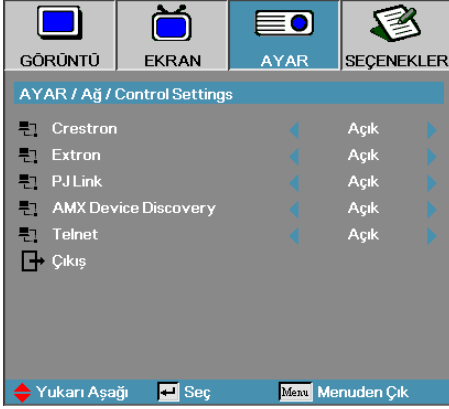 GÖRÜNTÜ EKRAN AYAR SEÇENEKLER
AYAR / Ağ / Control Settings
Crestron Açık
Extron Açık
PJ Link Açık
AMX Device Discovery Açık
Telnet Açık
Çıkış
Yukarı Aşağı Seç Menu Menuden Çık